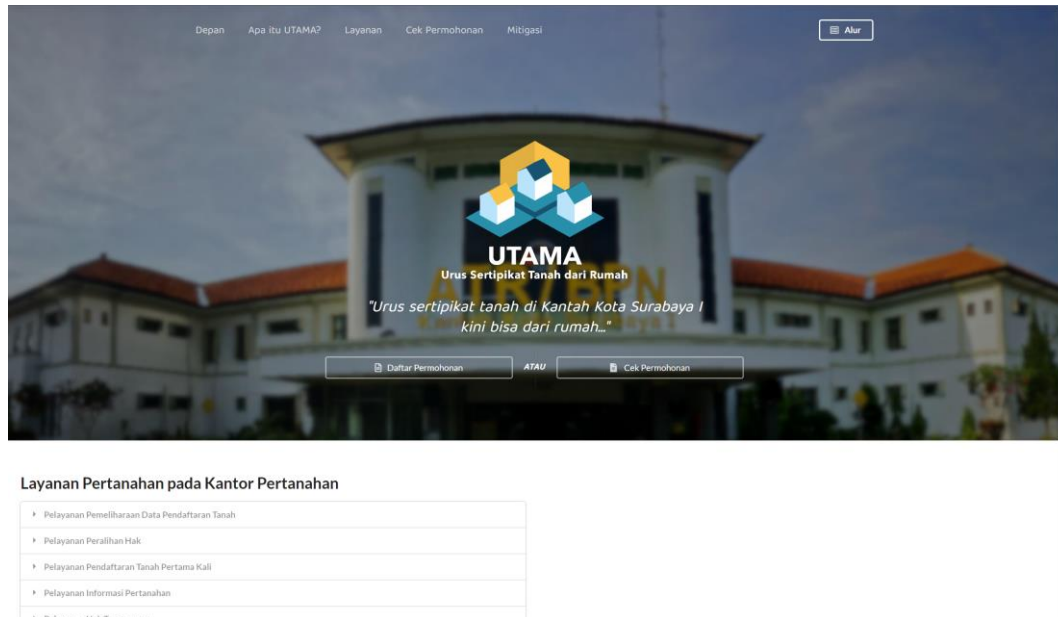 Depan Apa itu UTAMA? Layanan Cek Permohonan Mitigasi Alur
UTAMA
Urus Sertipikat Tanah dari Rumah
ATR/BPN
"Urus sertipikat tanah di Kantah Kota Surabaya I
kini bisa dari rumah..."
Daftar Permohonan ATAU Cek Permohonan
Layanan Pertanahan pada Kantor Pertanahan
Pelayanan Pemeliharaan Data Pendaftaran Tanah
Pelayanan Peralihan Hak
Pelayanan Pendaftaran Tanah Pertama Kali
Pelayanan Informasi Pertanahan